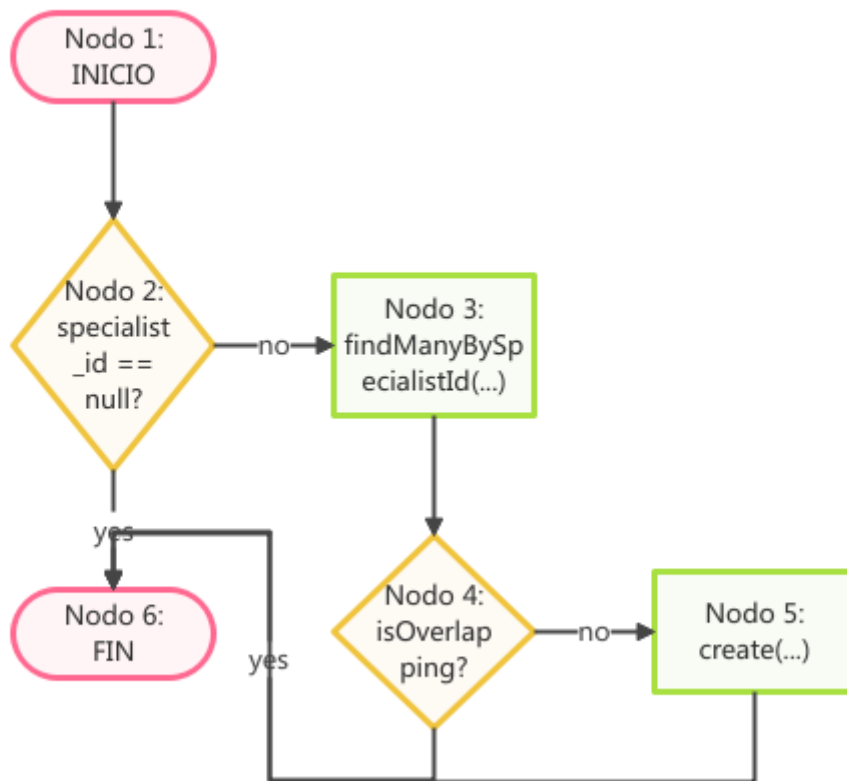 Nodo 1:
INICIO
Nodo 2:
specialist
_id ==
null?
no
Nodo 3:
findManyBySp
ecialistId(...)
yes
Nodo 4:
isOverlap
ping?
no
Nodo 5:
create(...)
yes
Nodo 6:
FIN